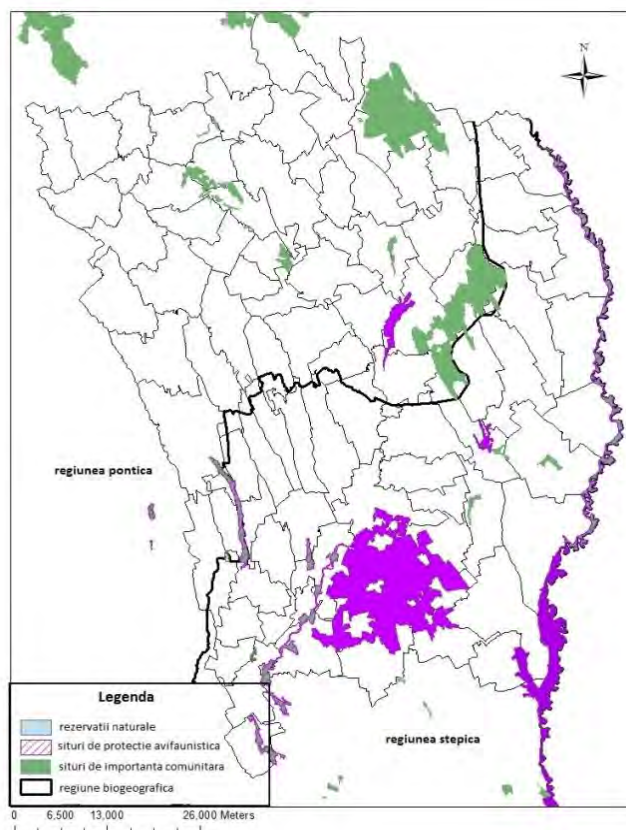 N
regiunea pontica
regiunea stepica
Legenda
rezervatii naturale
situri de protectie avifaunistica
situri de importanta comunitara
regiune biogeografica
0 6,500 13,000 26,000 Meters